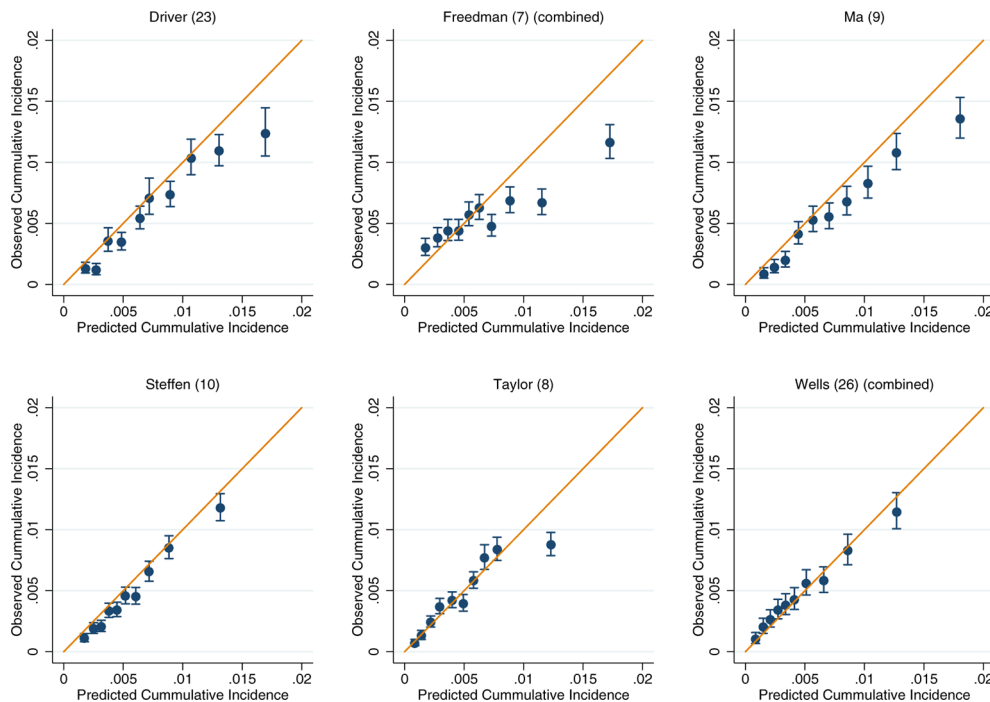 Driver (23)
Observed Cummulative Incidence
.02
.015
.01
.005
0
0 .005 .01 .015 .02
Predicted Cummulative Incidence
Freedman (7) (combined)
Observed Cummulative Incidence
.02
.015
.01
.005
0
0 .005 .01 .015 .02
Predicted Cummulative Incidence
Ma (9)
Observed Cummulative Incidence
.02
.015
.01
.005
0
0 .005 .01 .015 .02
Predicted Cummulative Incidence
Steffen (10)
Observed Cummulative Incidence
.02
.015
.01
.005
0
0 .005 .01 .015 .02
Predicted Cummulative Incidence
Taylor (8)
Observed Cummulative Incidence
.02
.015
.01
.005
0
0 .005 .01 .015 .02
Predicted Cummulative Incidence
Wells (26) (combined)
Observed Cummulative Incidence
.02
.015
.01
.005
0
0 .005 .01 .015 .02
Predicted Cummulative Incidence